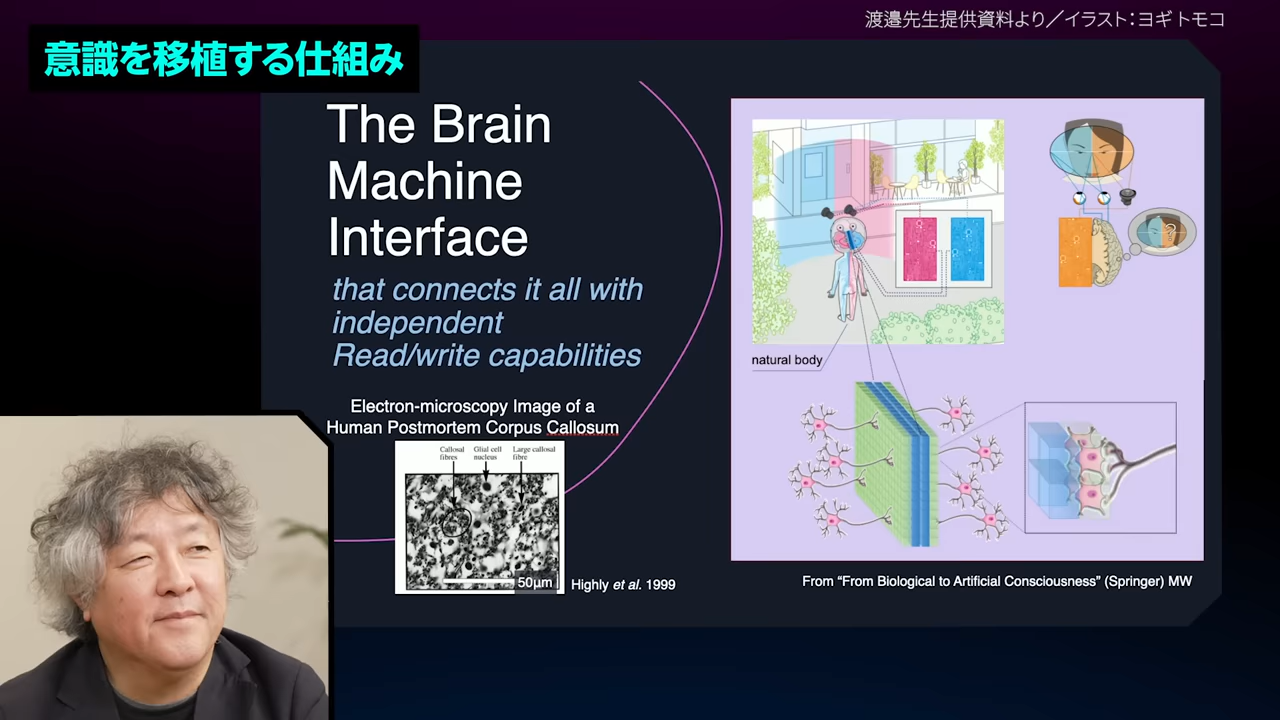 渡邉先生提供資料より／イラスト：ヨギトモコ
意識を移植する仕組み
The Brain
Machine
Interface
that connects it all with
independent
Read/write capabilities
Electron-microscopy Image of a
Human Postmortem Corpus Callosum
Callosal fibres
Glial cell nucleus
Large callosal fibre
50μm
Highly et al. 1999
natural body
From “From Biological to Artificial Consciousness” (Springer) MW